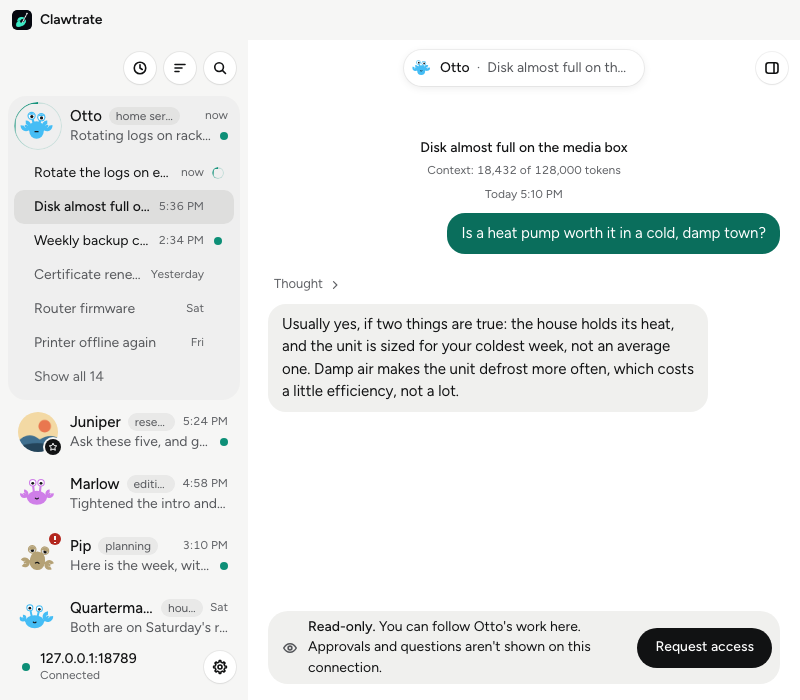 Clawtrate
Otto home ser... now
Rotating logs on rack...
Rotate the logs on e... now
Disk almost full o... 5:36 PM
Weekly backup c... 2:34 PM
Certificate rene... Yesterday
Router firmware Sat
Printer offline again Fri
Show all 14
Juniper rese... 5:24 PM
Ask these five, and g...
Marlow editi... 4:58 PM
Tightened the intro and...
Pip planning 3:10 PM
Here is the week, wit...
Quarterma... hou... Sat
Both are on Saturday's r...
127.0.0.1:18789
Connected
Otto · Disk almost full on th...
Disk almost full on the media box
Context: 18,432 of 128,000 tokens
Today 5:10 PM
Is a heat pump worth it in a cold, damp town?
Thought
Usually yes, if two things are true: the house holds its heat,
and the unit is sized for your coldest week, not an average
one. Damp air makes the unit defrost more often, which costs
a little efficiency, not a lot.
Read-only. You can follow Otto's work here.
Approvals and questions aren't shown on this
connection.
Request access